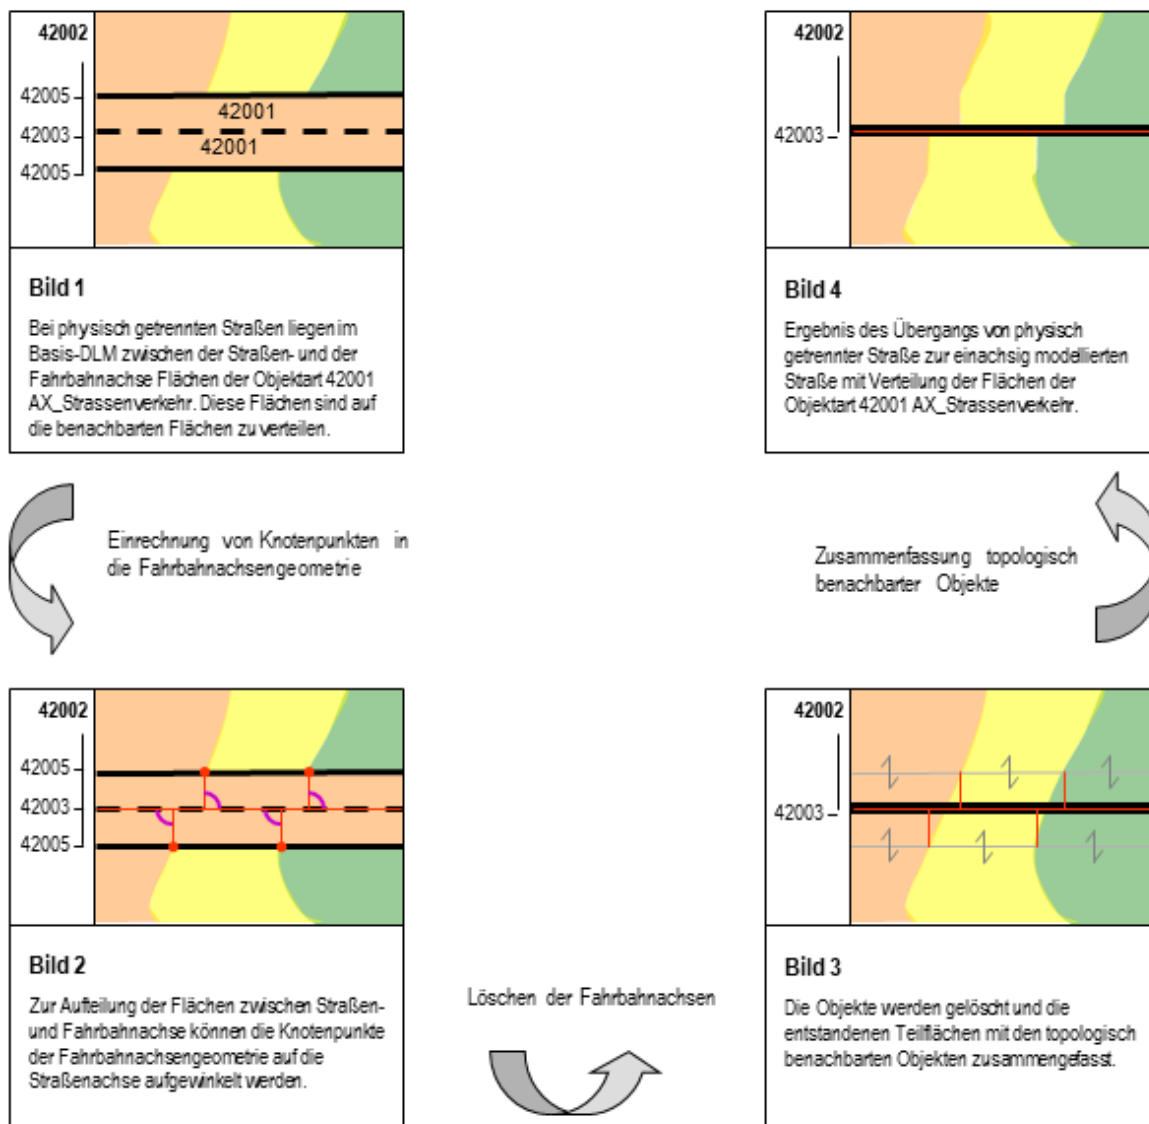 42002
42005
42003
42005
42001
42001
Bild 1
Bei physisch getrennten Straßen liegen im
Basis-DLM zwischen der Straßen- und der
Fahrbahnachse Flächen der Objektart 42001
AX_Strassenverkehr. Diese Flächen sind auf
die benachbarten Flächen zu verteilen.
42002
42003
Bild 4
Ergebnis des Übergangs von physisch
getrennter Straße zur einachsig modellierten
Straße mit Verteilung der Flächen der
Objektart 42001 AX_Strassenverkehr.
Einrechnung von Knotenpunkten in
die Fahrbahnachsengeometrie
Zusammenfassung topologisch
benachbarter Objekte
42002
42005
42003
42005
Bild 2
Zur Aufteilung der Flächen zwischen Straßen-
und Fahrbahnachse können die Knotenpunkte
der Fahrbahnachsengeometrie auf die
Straßenachse aufgewinkelt werden.
Löschen der Fahrbahnachsen
42002
42003
Bild 3
Die Objekte werden gelöscht und die
entstandenen Teilflächen mit den topologisch
benachbarten Objekten zusammengefasst.